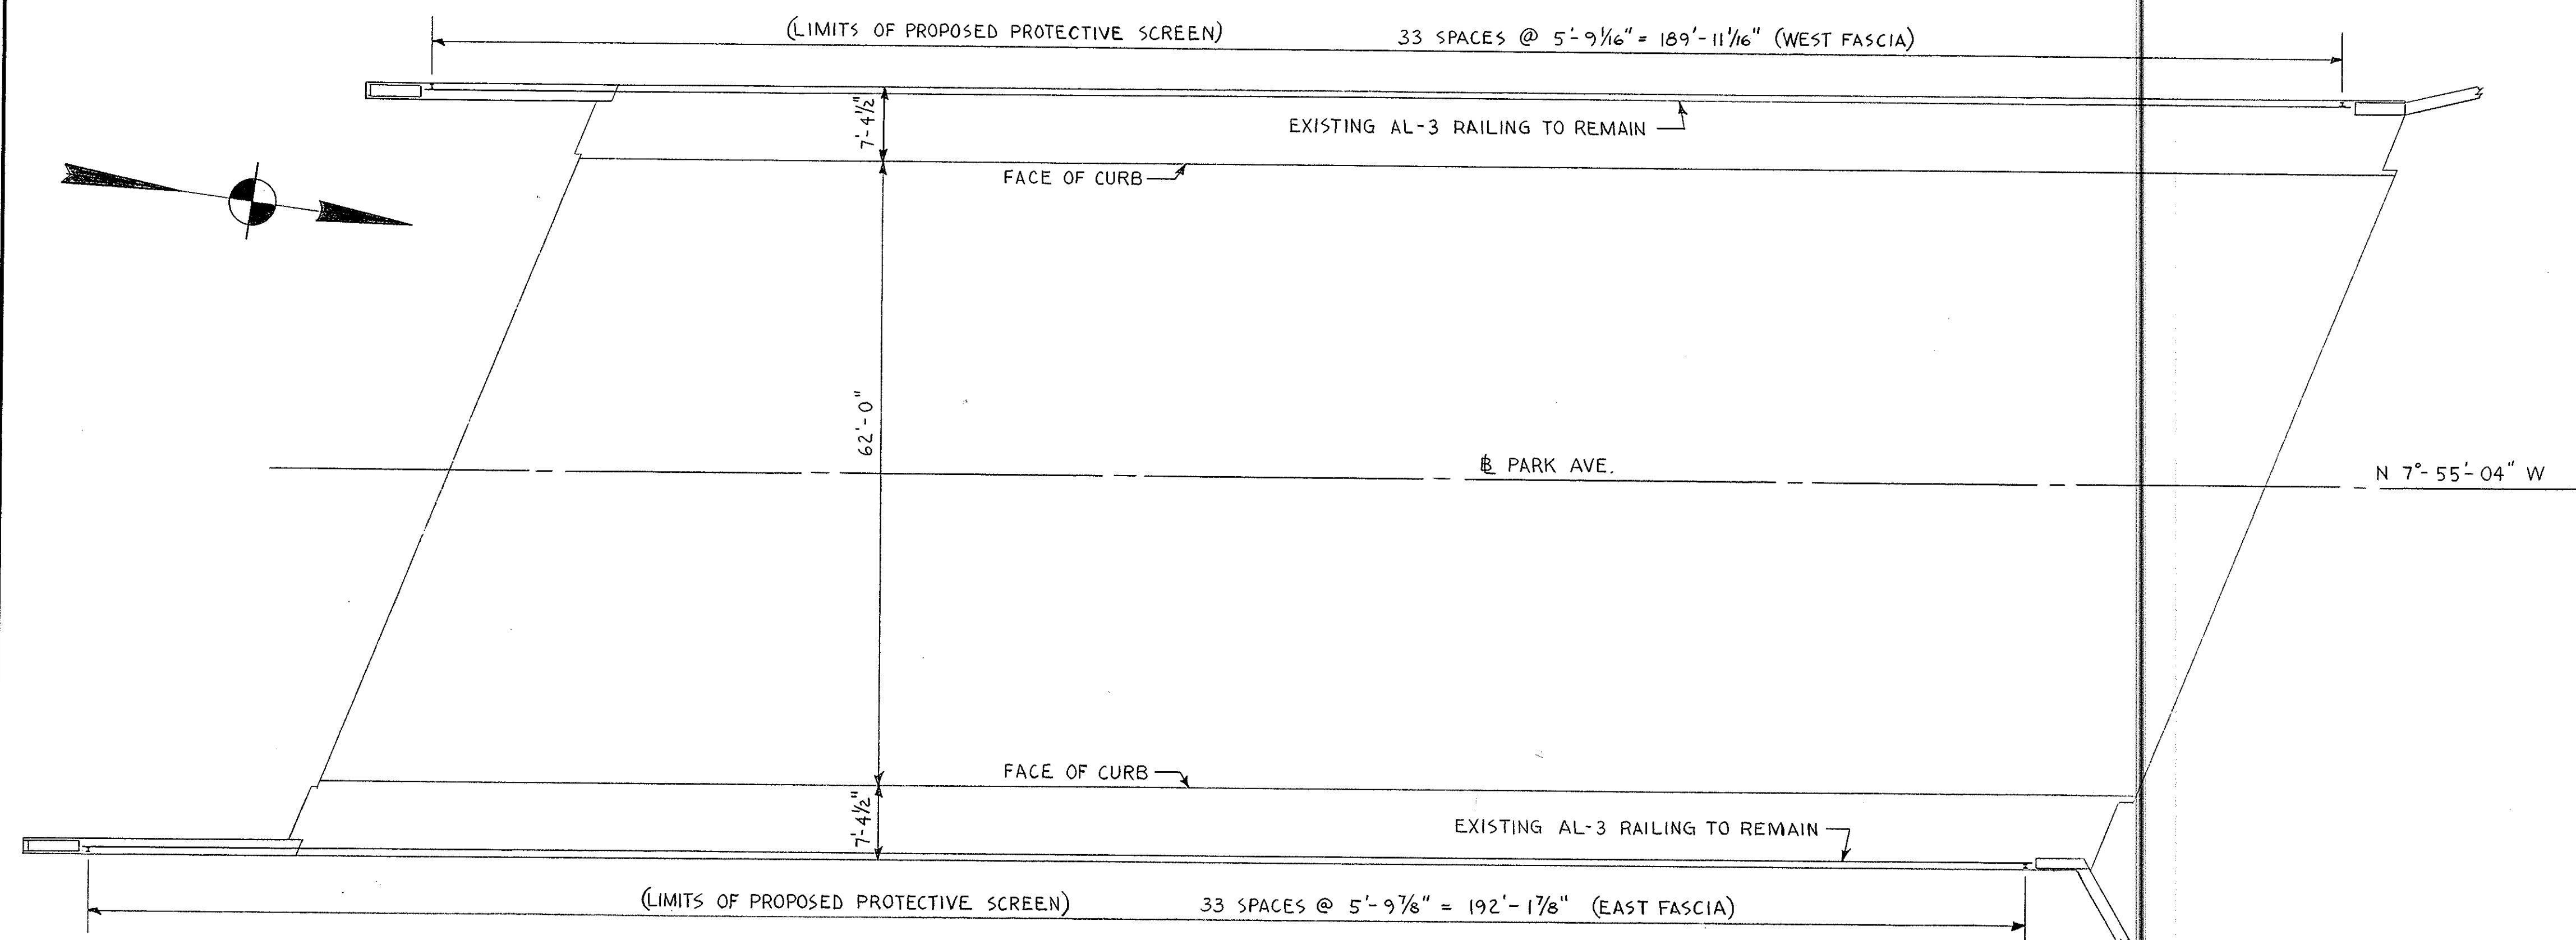 (LIMITS OF PROPOSED PROTECTIVE SCREEN) 33 SPACES @ 5'-9 1/16" = 189'-11 1/16" (WEST FASCIA)
7'-4 1/2"
EXISTING AL-3 RAILING TO REMAIN
FACE OF CURB
62'-0"
℄ PARK AVE.
N 7°-55'-04" W
FACE OF CURB
7'-4 1/2"
EXISTING AL-3 RAILING TO REMAIN
(LIMITS OF PROPOSED PROTECTIVE SCREEN) 33 SPACES @ 5'-9 7/8" = 192'-1 7/8" (EAST FASCIA)